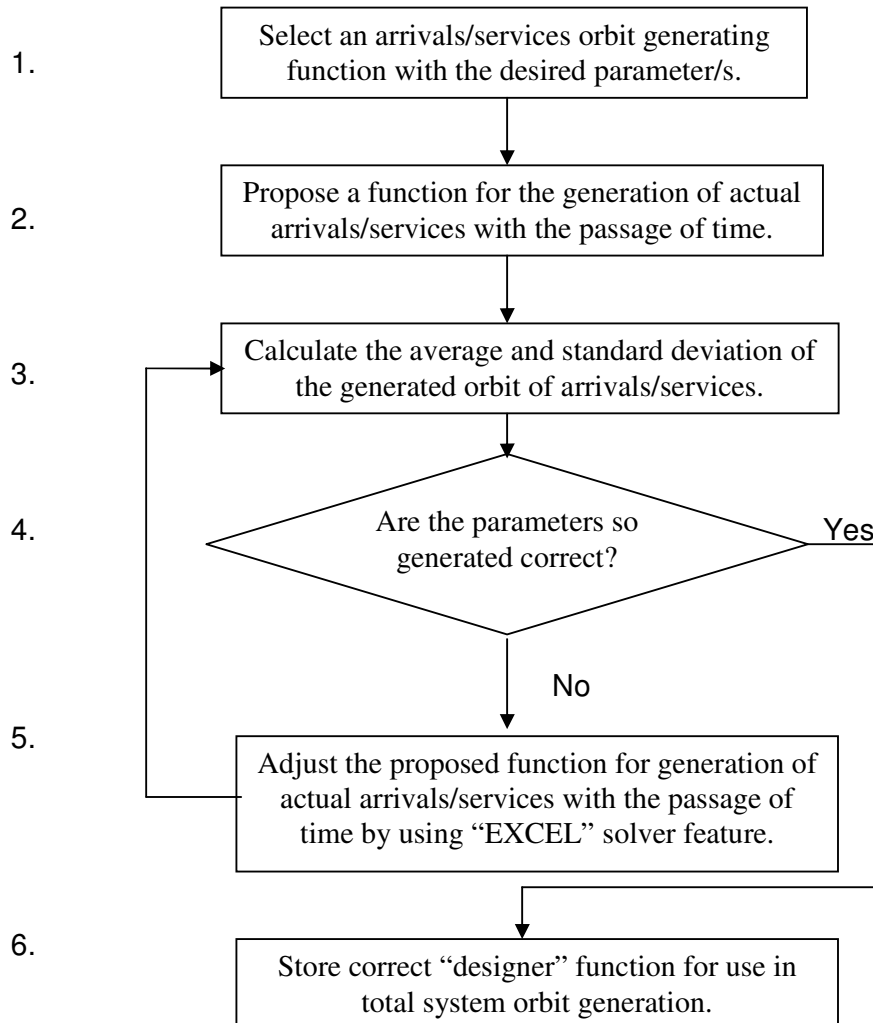 1.
Select an arrivals/services orbit generating
function with the desired parameter/s.
2.
Propose a function for the generation of actual
arrivals/services with the passage of time.
3.
Calculate the average and standard deviation of
the generated orbit of arrivals/services.
4.
Are the parameters so
generated correct?
Yes
No
5.
Adjust the proposed function for generation of
actual arrivals/services with the passage of
time by using “EXCEL” solver feature.
6.
Store correct “designer” function for use in
total system orbit generation.